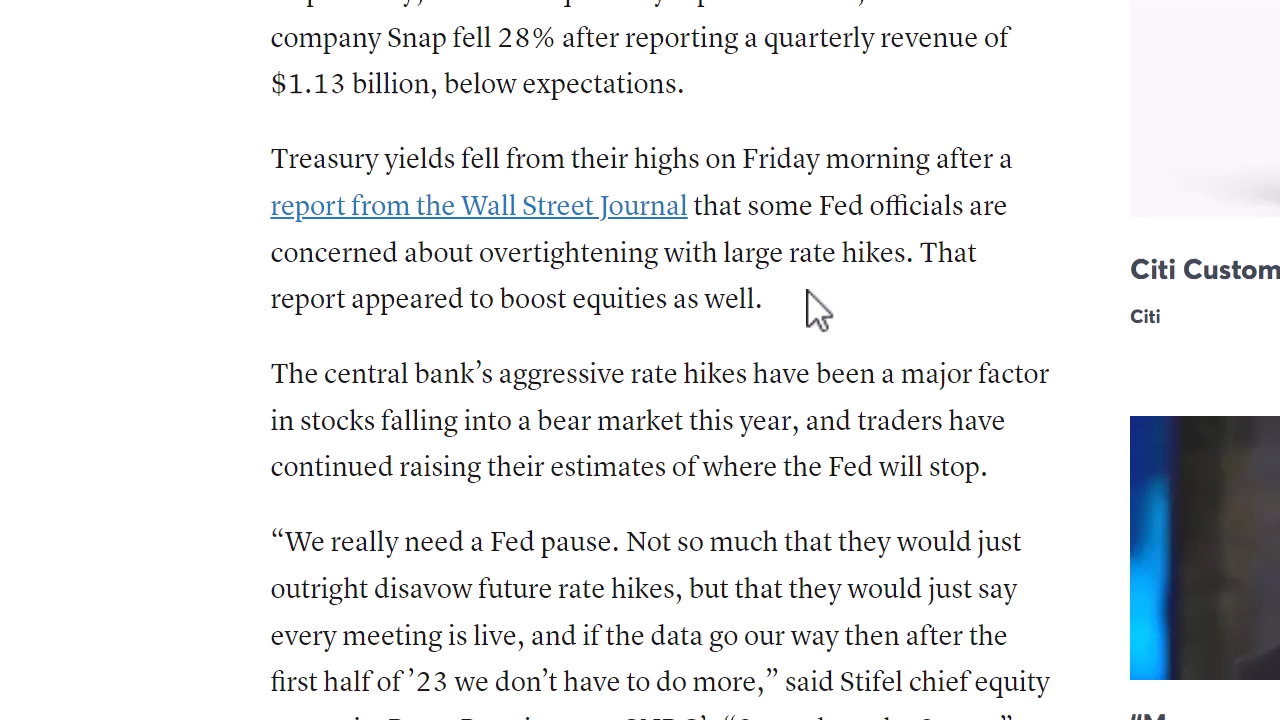 company Snap fell 28% after reporting a quarterly revenue of
$1.13 billion, below expectations.
Treasury yields fell from their highs on Friday morning after a
report from the Wall Street Journal that some Fed officials are
concerned about overtightening with large rate hikes. That
report appeared to boost equities as well.
The central bank’s aggressive rate hikes have been a major factor
in stocks falling into a bear market this year, and traders have
continued raising their estimates of where the Fed will stop.
“We really need a Fed pause. Not so much that they would just
outright disavow future rate hikes, but that they would just say
every meeting is live, and if the data go our way then after the
first half of ’23 we don’t have to do more,” said Stifel chief equity
Citi Custom
Citi